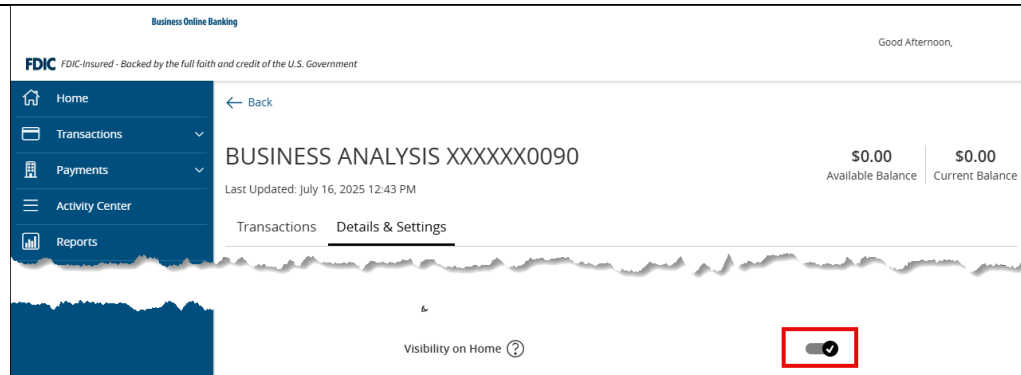 Business Online Banking
Good Afternoon,
FDIC FDIC-Insured - Backed by the full faith and credit of the U.S. Government
Home
← Back
Transactions
BUSINESS ANALYSIS XXXXXX0090
$0.00 $0.00
Payments
Available Balance Current Balance
Last Updated: July 16, 2025 12:43 PM
Activity Center
Transactions Details & Settings
Reports
Visibility on Home ?